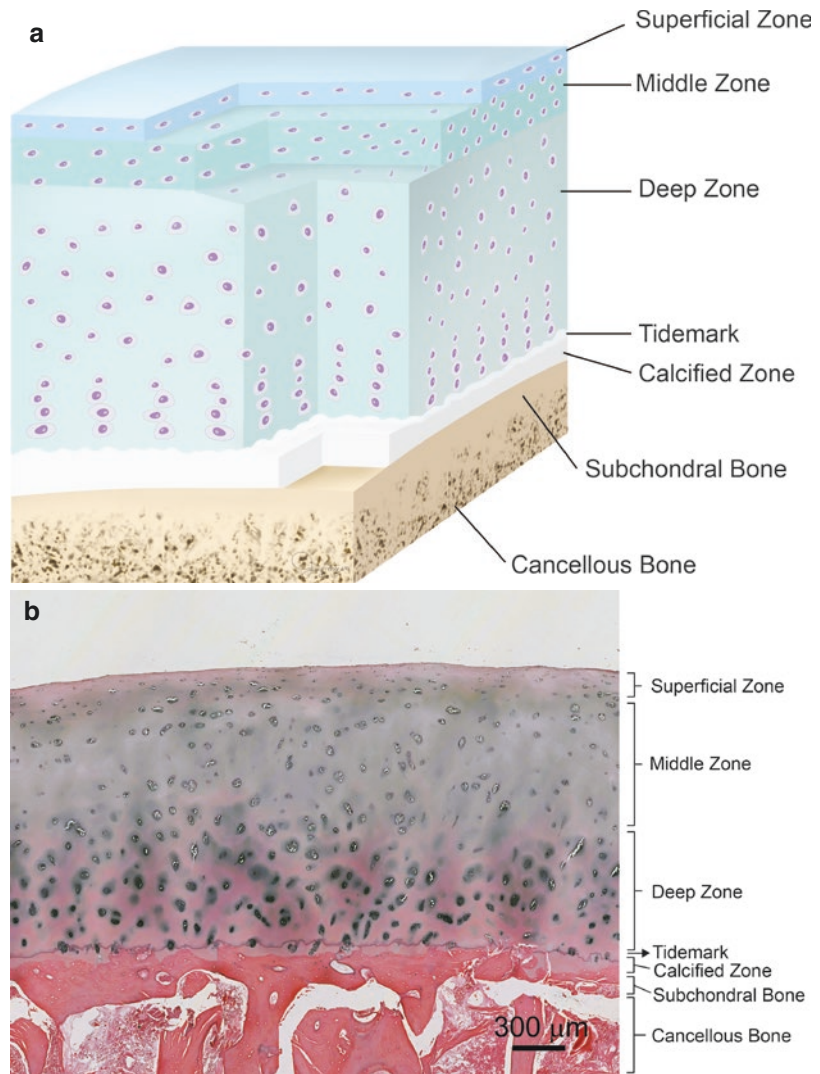 a
Superficial Zone
Middle Zone
Deep Zone
Tidemark
Calcified Zone
Subchondral Bone
Cancellous Bone
b
Superficial Zone
Middle Zone
Deep Zone
Tidemark
Calcified Zone
Subchondral Bone
Cancellous Bone
300 µm